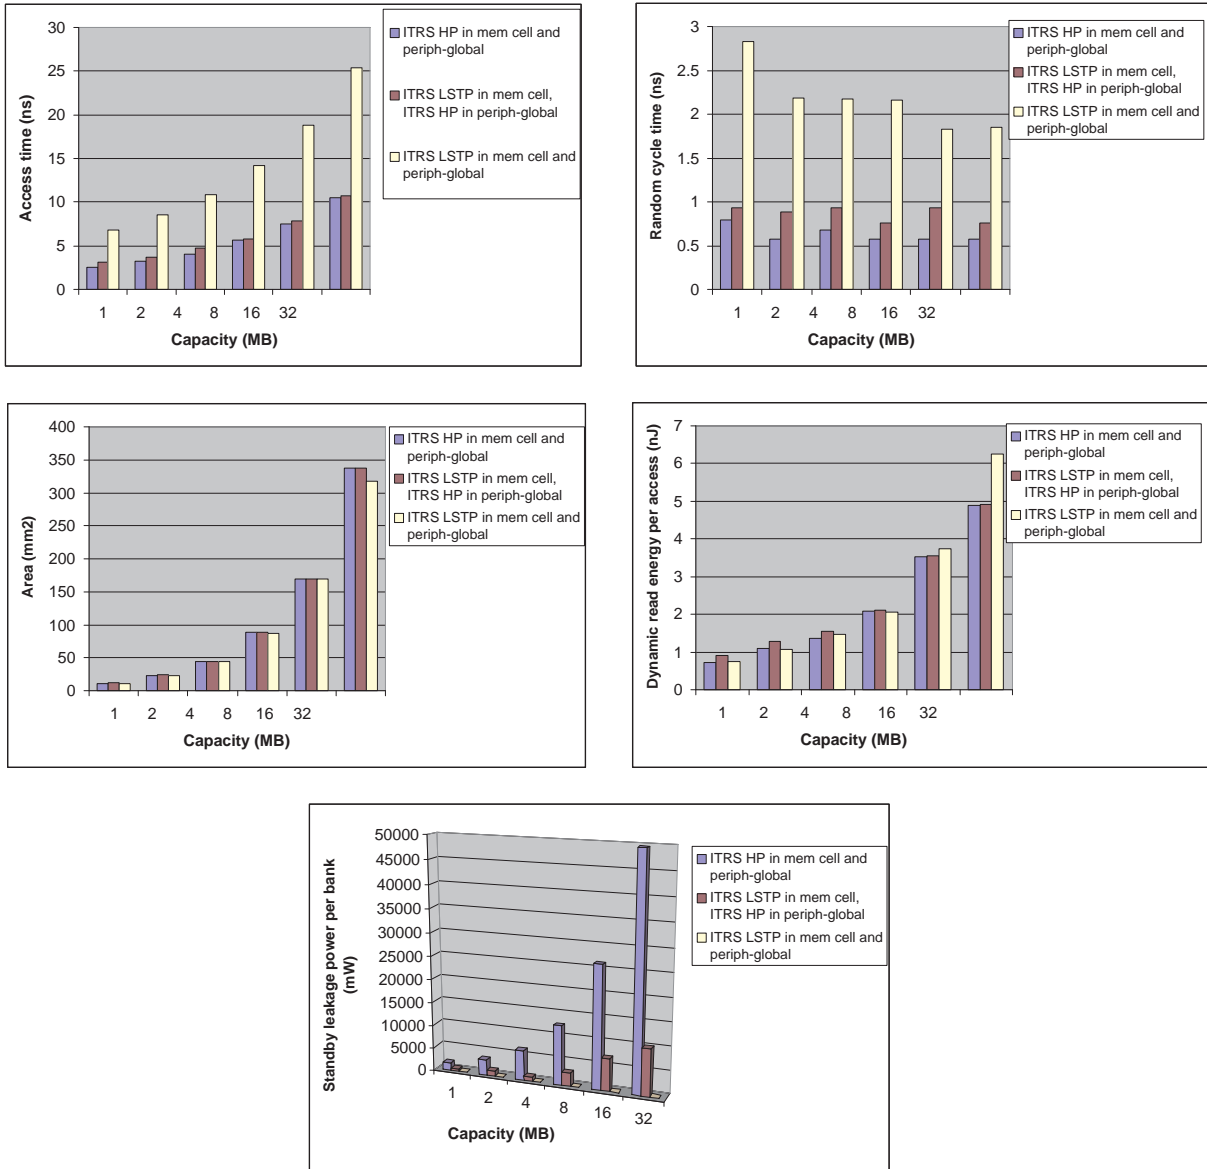 Access time (ns)
30
25
20
15
10
5
0
1 2 4 8 16 32
Capacity (MB)
ITRS HP in mem cell and
periph-global
ITRS LSTP in mem cell,
ITRS HP in periph-global
ITRS LSTP in mem cell and
periph-global
Random cycle time (ns)
3
2.5
2
1.5
1
0.5
0
1 2 4 8 16 32
Capacity (MB)
ITRS HP in mem cell and
periph-global
ITRS LSTP in mem cell,
ITRS HP in periph-global
ITRS LSTP in mem cell and
periph-global
Area (mm2)
400
350
300
250
200
150
100
50
0
1 2 4 8 16 32
Capacity (MB)
ITRS HP in mem cell and
periph-global
ITRS LSTP in mem cell,
ITRS HP in periph-global
ITRS LSTP in mem cell and
periph-global
Dynamic read energy per access (nJ)
7
6
5
4
3
2
1
0
1 2 4 8 16 32
Capacity (MB)
ITRS HP in mem cell and
periph-global
ITRS LSTP in mem cell,
ITRS HP in periph-global
ITRS LSTP in mem cell and
periph-global
Standby leakage power per bank
(mW)
50000
45000
40000
35000
30000
25000
20000
15000
10000
5000
0
1 2 4 8 16 32
Capacity (MB)
ITRS HP in mem cell and
periph-global
ITRS LSTP in mem cell,
ITRS HP in periph-global
ITRS LSTP in mem cell and
periph-global